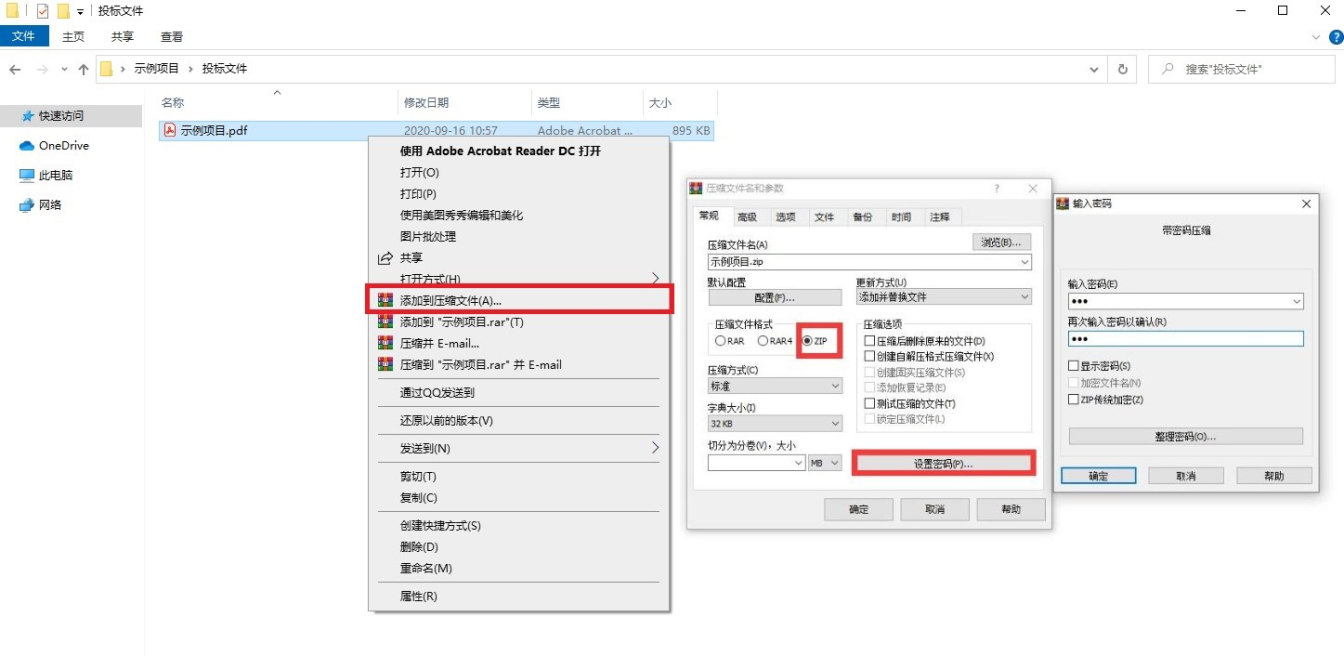 投标文件
文件 主页 共享 查看
示例项目 投标文件
搜索"投标文件"
名称 修改日期 类型 大小
快速访问
OneDrive
此电脑
网络
示例项目.pdf 2020-09-16 10:57 Adobe Acrobat ... 895 KB
使用 Adobe Acrobat Reader DC 打开
打开(O)
打印(P)
使用美图秀秀编辑和美化
图片批处理
共享
打开方式(H)
添加到压缩文件(A)...
添加到 "示例项目.rar"(T)
压缩并 E-mail...
压缩到 "示例项目.rar" 并 E-mail
通过QQ发送到
还原以前的版本(V)
发送到(N)
剪切(T)
复制(C)
创建快捷方式(S)
删除(D)
重命名(M)
属性(R)
压缩文件名和参数
常规 高级 选项 文件 备份 时间 注释
压缩文件名(A)
浏览(B)...
示例项目.zip
默认配置
配置(F)...
更新方式(U)
添加并替换文件
压缩文件格式
RAR RAR4 ZIP
压缩方式(C)
标准
字典大小(I)
32 KB
切分为分卷(V)，大小
MB
压缩选项
压缩后删除原来的文件(D)
创建自解压格式压缩文件(X)
创建固实压缩文件(S)
添加恢复记录(E)
测试压缩的文件(T)
锁定压缩文件(L)
设置密码(P)...
确定 取消 帮助
输入密码
带密码压缩
输入密码(E)
•••
再次输入密码以确认(R)
•••
显示密码(S)
加密文件名(N)
ZIP传统加密(Z)
整理密码(O)...
确定 取消 帮助